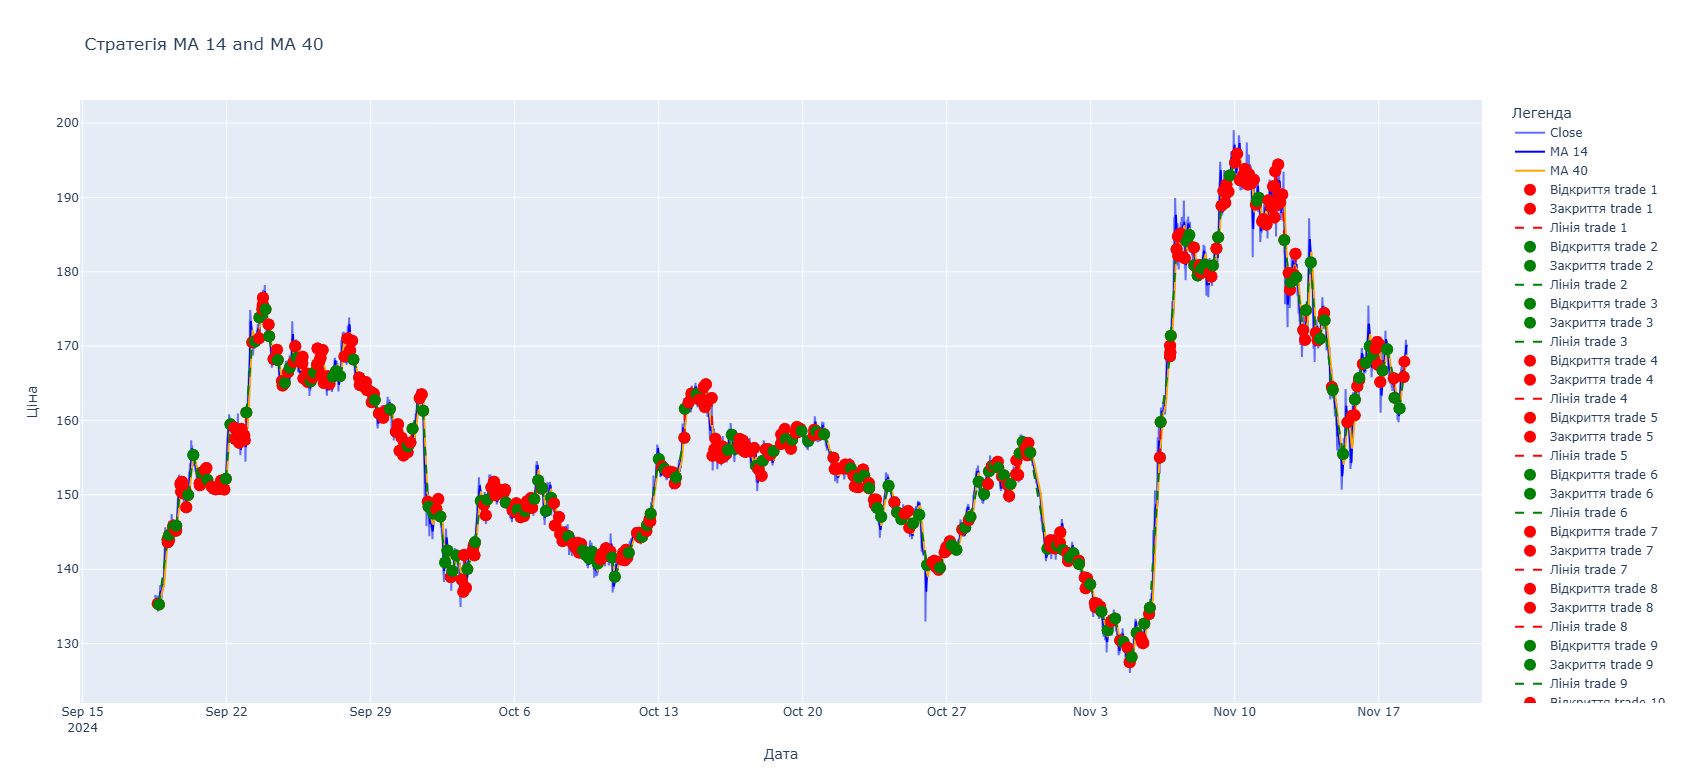 Стратегія MA 14 and MA 40
200
190
180
170
160
150
140
130
Ціна
Sep 15
2024
Sep 22
Sep 29
Oct 6
Oct 13
Oct 20
Oct 27
Nov 3
Nov 10
Nov 17
Дата
Легенда
Close
MA 14
MA 40
Відкриття trade 1
Закриття trade 1
Лінія trade 1
Відкриття trade 2
Закриття trade 2
Лінія trade 2
Відкриття trade 3
Закриття trade 3
Лінія trade 3
Відкриття trade 4
Закриття trade 4
Лінія trade 4
Відкриття trade 5
Закриття trade 5
Лінія trade 5
Відкриття trade 6
Закриття trade 6
Лінія trade 6
Відкриття trade 7
Закриття trade 7
Лінія trade 7
Відкриття trade 8
Закриття trade 8
Лінія trade 8
Відкриття trade 9
Закриття trade 9
Лінія trade 9
Відкриття trade 10